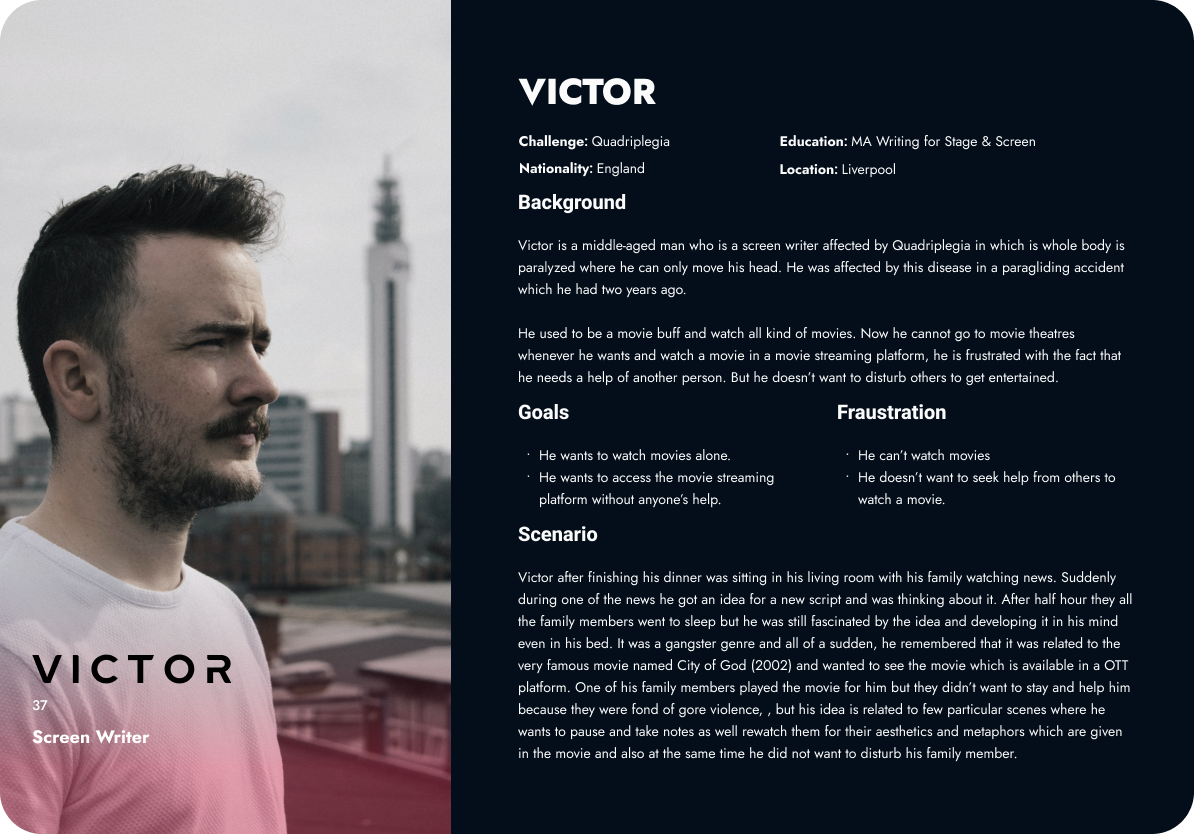 VICTOR
37
Screen Writer
VICTOR
Challenge: Quadriplegia
Education: MA Writing for Stage & Screen
Nationality: England
Location: Liverpool
Background
Victor is a middle-aged man who is a screen writer affected by Quadriplegia in which is whole body is
paralyzed where he can only move his head. He was affected by this disease in a paragliding accident
which he had two years ago.
He used to be a movie buff and watch all kind of movies. Now he cannot go to movie theatres
whenever he wants and watch a movie in a movie streaming platform, he is frustrated with the fact that
he needs a help of another person. But he doesn't want to disturb others to get entertained.
Goals
· He wants to watch movies alone.
· He wants to access the movie streaming
platform without anyone's help.
Fraustration
· He can't watch movies
· He doesn't want to seek help from others to
watch a movie.
Scenario
Victor after finishing his dinner was sitting in his living room with his family watching news. Suddenly
during one of the news he got an idea for a new script and was thinking about it. After half hour they all
the family members went to sleep but he was still fascinated by the idea and developing it in his mind
even in his bed. It was a gangster genre and all of a sudden, he remembered that it was related to the
very famous movie named City of God (2002) and wanted to see the movie which is available in a OTT
platform. One of his family members played the movie for him but they didn't want to stay and help him
because they were fond of gore violence, , but his idea is related to few particular scenes where he
wants to pause and take notes as well rewatch them for their aesthetics and metaphors which are given
in the movie and also at the same time he did not want to disturb his family member.